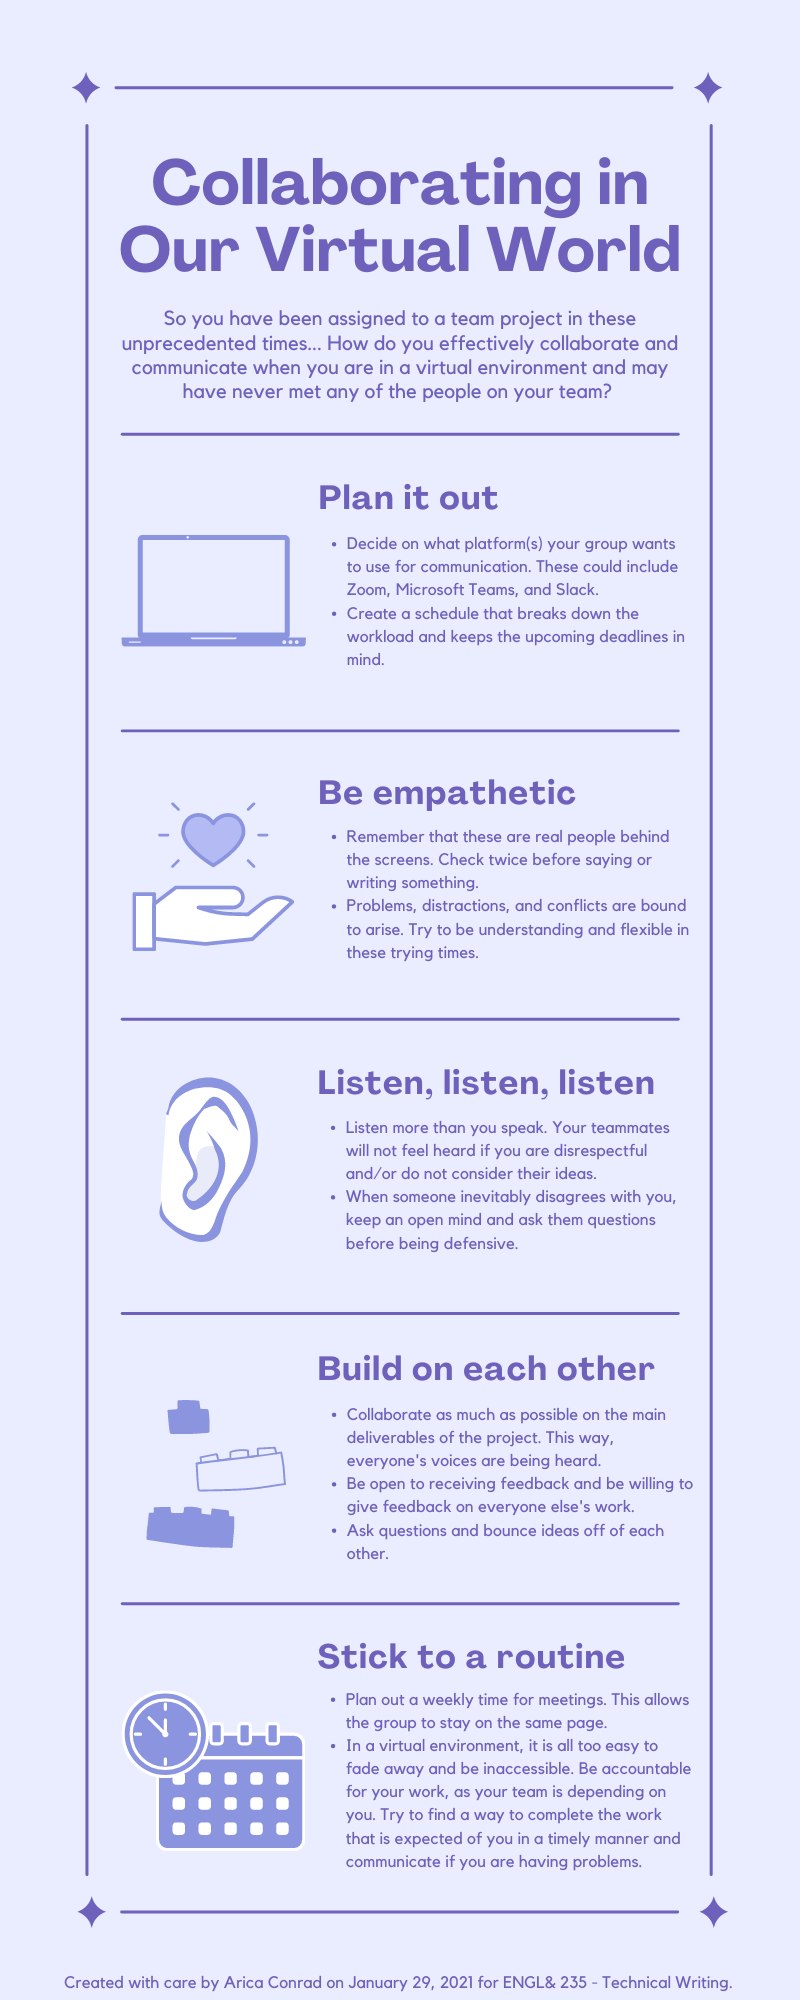 Collaborating in
Our Virtual World
So you have been assigned to a team project in these
unprecedented times... How do you effectively collaborate and
communicate when you are in a virtual environment and may
have never met any of the people on your team?
Plan it out
• Decide on what platform(s) your group wants
to use for communication. These could include
Zoom, Microsoft Teams, and Slack.
• Create a schedule that breaks down the
workload and keeps the upcoming deadlines in
mind.
Be empathetic
• Remember that these are real people behind
the screens. Check twice before saying or
writing something.
• Problems, distractions, and conflicts are bound
to arise. Try to be understanding and flexible in
these trying times.
Listen, listen, listen
• Listen more than you speak. Your teammates
will not feel heard if you are disrespectful
and/or do not consider their ideas.
• When someone inevitably disagrees with you,
keep an open mind and ask them questions
before being defensive.
Build on each other
• Collaborate as much as possible on the main
deliverables of the project. This way,
everyone's voices are being heard.
• Be open to receiving feedback and be willing to
give feedback on everyone else's work.
• Ask questions and bounce ideas off of each
other.
Stick to a routine
• Plan out a weekly time for meetings. This allows
the group to stay on the same page.
• In a virtual environment, it is all too easy to
fade away and be inaccessible. Be accountable
for your work, as your team is depending on
you. Try to find a way to complete the work
that is expected of you in a timely manner and
communicate if you are having problems.
Created with care by Arica Conrad on January 29, 2021 for ENGL& 235 - Technical Writing.